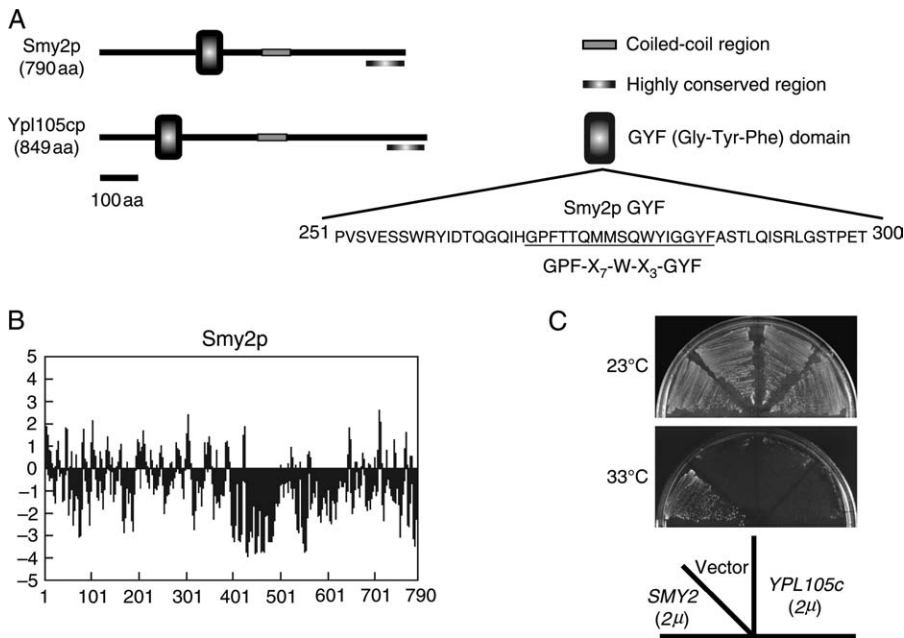 A
Smy2p
(790 aa)
Ypl105cp
(849 aa)
100 aa
Coiled-coil region
Highly conserved region
GYF (Gly-Tyr-Phe) domain
Smy2p GYF
251 PVSVESSWRYIDTQGQIHGPFTTQMMSQWYIGGYFASTLQISRLGSTPET 300
GPF-X7-W-X3-GYF
B
Smy2p
5
4
3
2
1
0
−1
−2
−3
−4
−5
1 101 201 301 401 501 601 701 790
C
23°C
33°C
Vector
SMY2
(2μ)
YPL105c
(2μ)